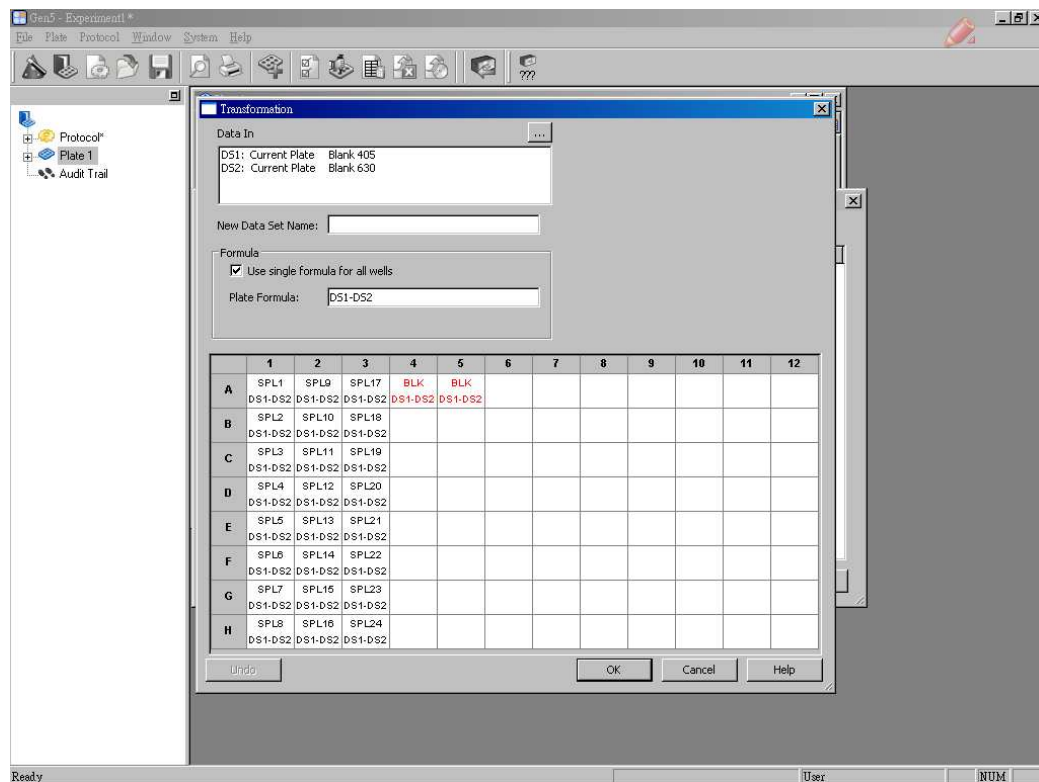 Gen5 - Experiment1 *
File Plate Protocol Window System Help
???
Protocol*
Plate 1
Audit Trail
Transformation
Data In
...
DS1: Current Plate Blank 405
DS2: Current Plate Blank 630
New Data Set Name:
Formula
Use single formula for all wells
Plate Formula: DS1-DS2
1 2 3 4 5 6 7 8 9 10 11 12
A SPL1 SPL9 SPL17 BLK BLK
DS1-DS2 DS1-DS2 DS1-DS2 DS1-DS2 DS1-DS2
B SPL2 SPL10 SPL18
DS1-DS2 DS1-DS2 DS1-DS2
C SPL3 SPL11 SPL19
DS1-DS2 DS1-DS2 DS1-DS2
D SPL4 SPL12 SPL20
DS1-DS2 DS1-DS2 DS1-DS2
E SPL5 SPL13 SPL21
DS1-DS2 DS1-DS2 DS1-DS2
F SPL6 SPL14 SPL22
DS1-DS2 DS1-DS2 DS1-DS2
G SPL7 SPL15 SPL23
DS1-DS2 DS1-DS2 DS1-DS2
H SPL8 SPL16 SPL24
DS1-DS2 DS1-DS2 DS1-DS2
Undo OK Cancel Help
Ready User NUM